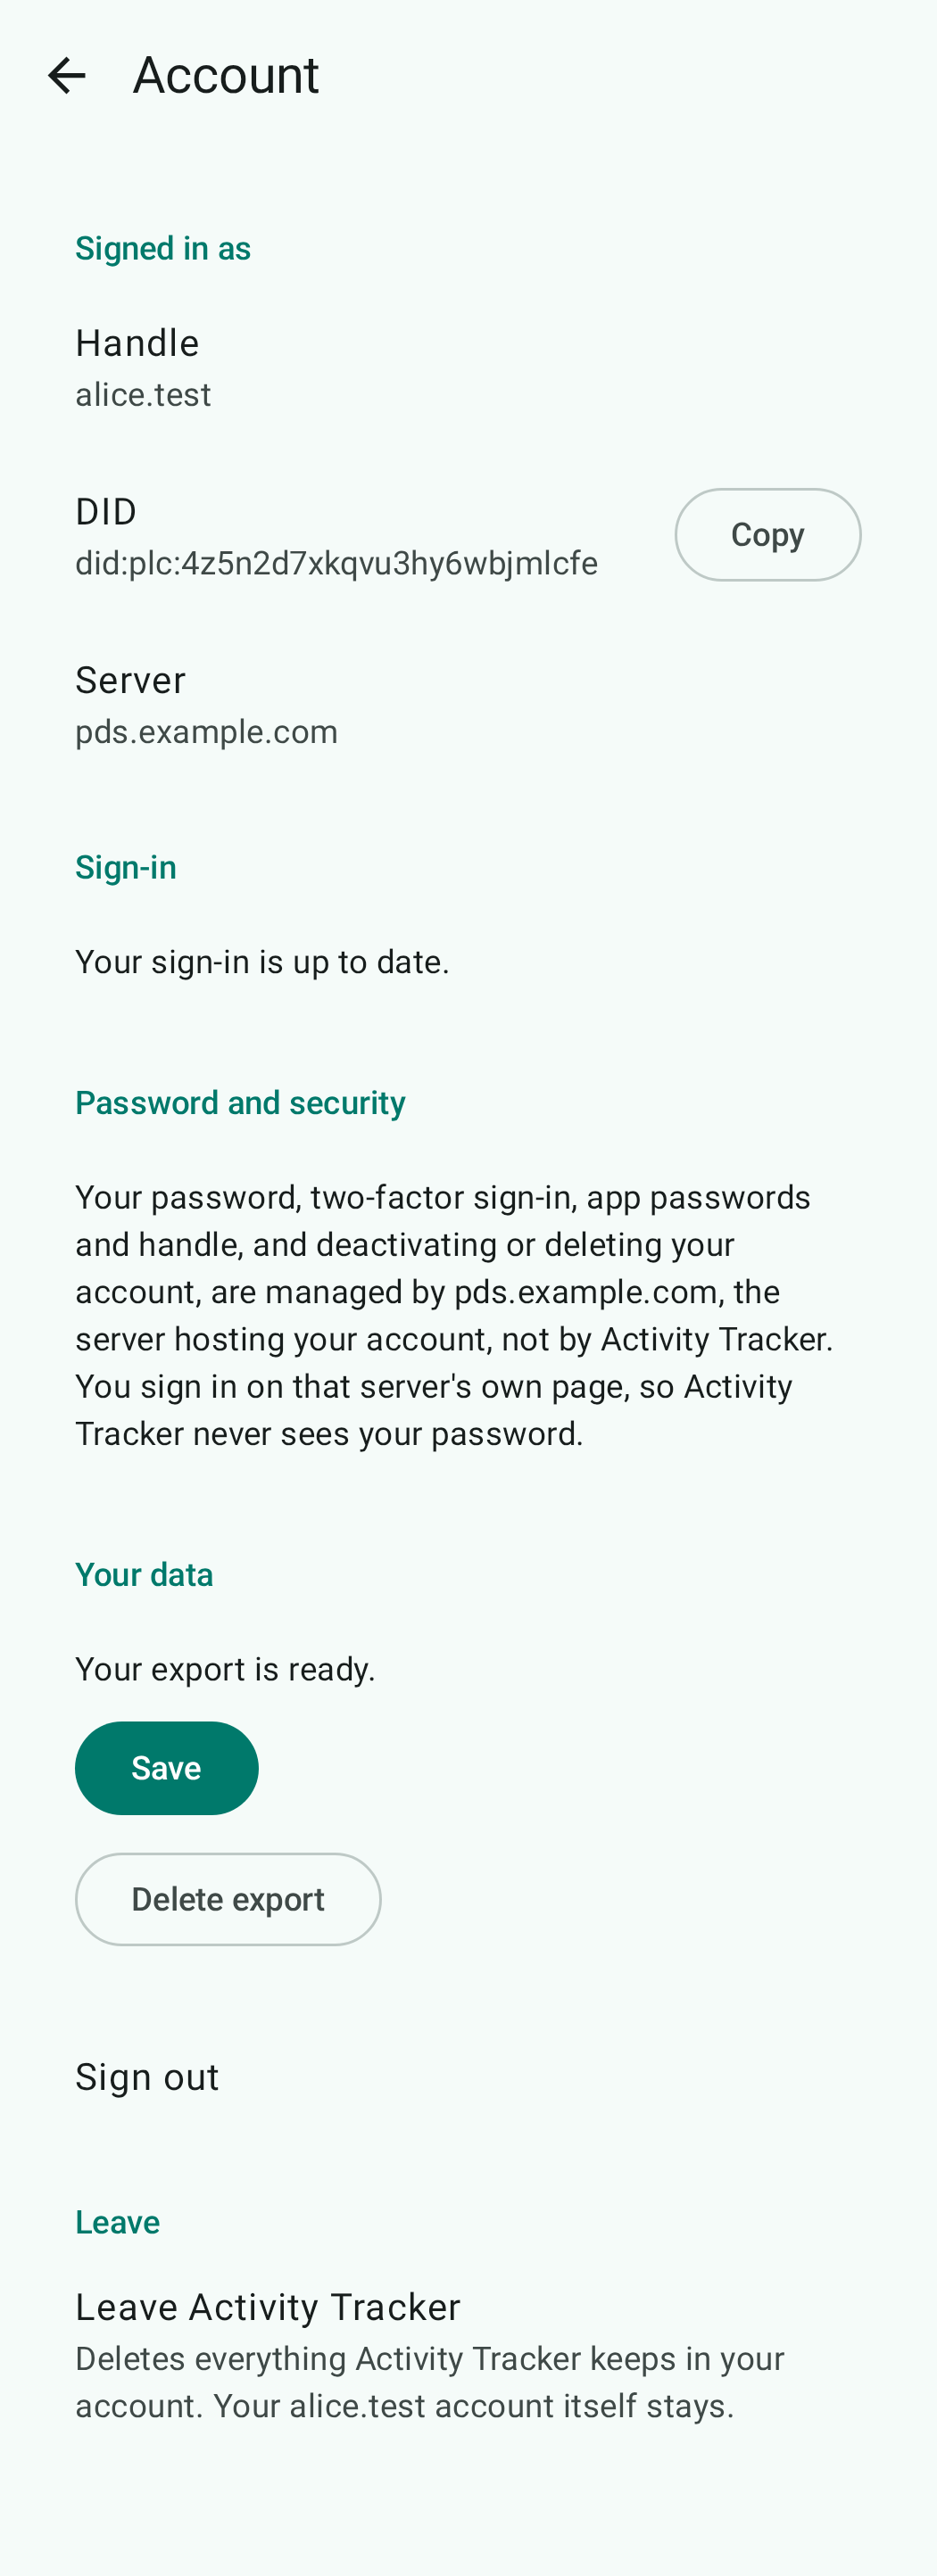 Account
Signed in as
Handle
alice.test
DID
did:plc:4z5n2d7xkqvu3hy6wbjmlcfe
Copy
Server
pds.example.com
Sign-in
Your sign-in is up to date.
Password and security
Your password, two-factor sign-in, app passwords
and handle, and deactivating or deleting your
account, are managed by pds.example.com, the
server hosting your account, not by Activity Tracker.
You sign in on that server's own page, so Activity
Tracker never sees your password.
Your data
Your export is ready.
Save
Delete export
Sign out
Leave
Leave Activity Tracker
Deletes everything Activity Tracker keeps in your
account. Your alice.test account itself stays.